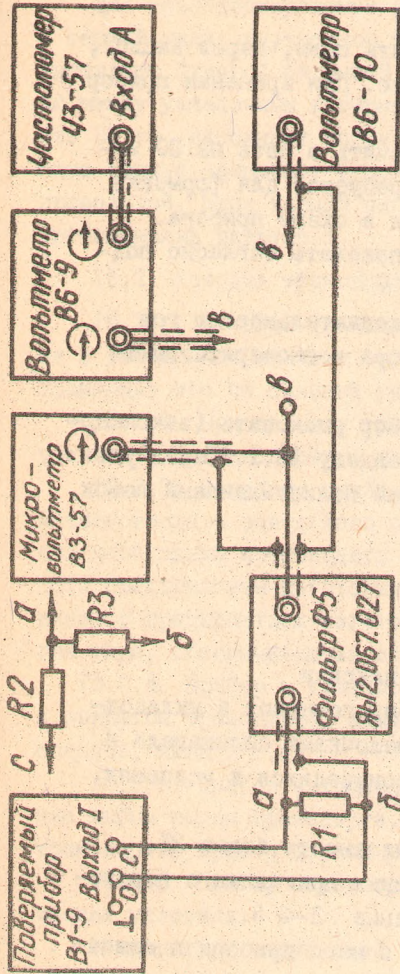 Поверяемый
прибор
В1-9 Выход I
С
С
R2
а
R3
б
Микро-
вольтметр
В3-57
Вольтметр
В6-9
в
Частотомер
Ч3-57
Вход А
а
R1
б
Фильтр Ф5
ЯЫ2.067.027
в
в
Вольтметр
В6-10